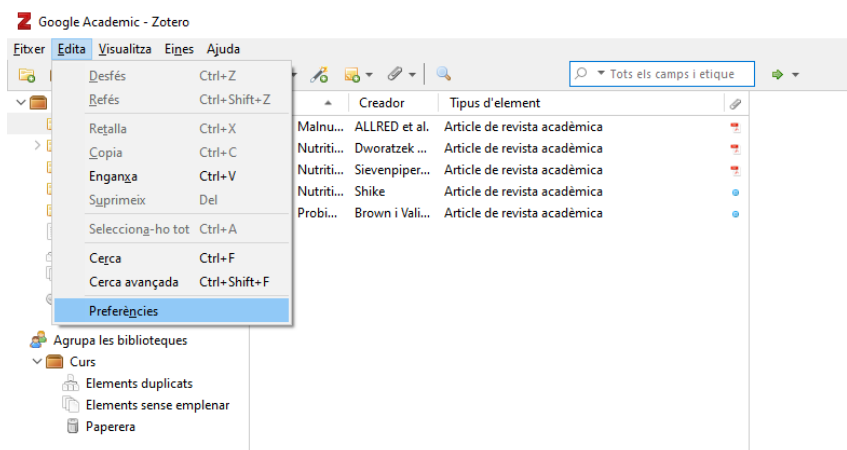 Google Academic - Zotero
Fitxer Edita Visualitza Eines Ajuda
Tots els camps i etique
Desfés Ctrl+Z
Refés Ctrl+Shift+Z
Retalla Ctrl+X
Copia Ctrl+C
Enganxa Ctrl+V
Suprimeix Del
Selecciona-ho tot Ctrl+A
Cerca Ctrl+F
Cerca avançada Ctrl+Shift+F
Preferències
Creador Tipus d'element
Malnu... ALLRED et al. Article de revista acadèmica
Nutriti... Dworatzek ... Article de revista acadèmica
Nutriti... Sievenpiper... Article de revista acadèmica
Nutriti... Shike Article de revista acadèmica
Probi... Brown i Vali... Article de revista acadèmica
Agrupa les biblioteques
Curs
Elements duplicats
Elements sense emplenar
Paperera